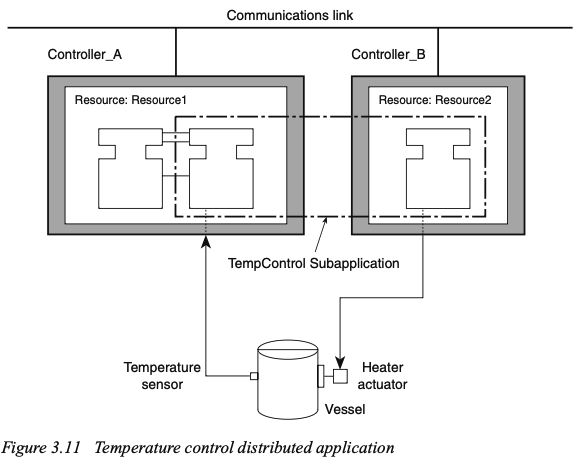 Communications link
Controller_A
Controller_B
Resource: Resource1
Resource: Resource2
TempControl Subapplication
Temperature
sensor
Heater
actuator
Vessel
Figure 3.11 Temperature control distributed application